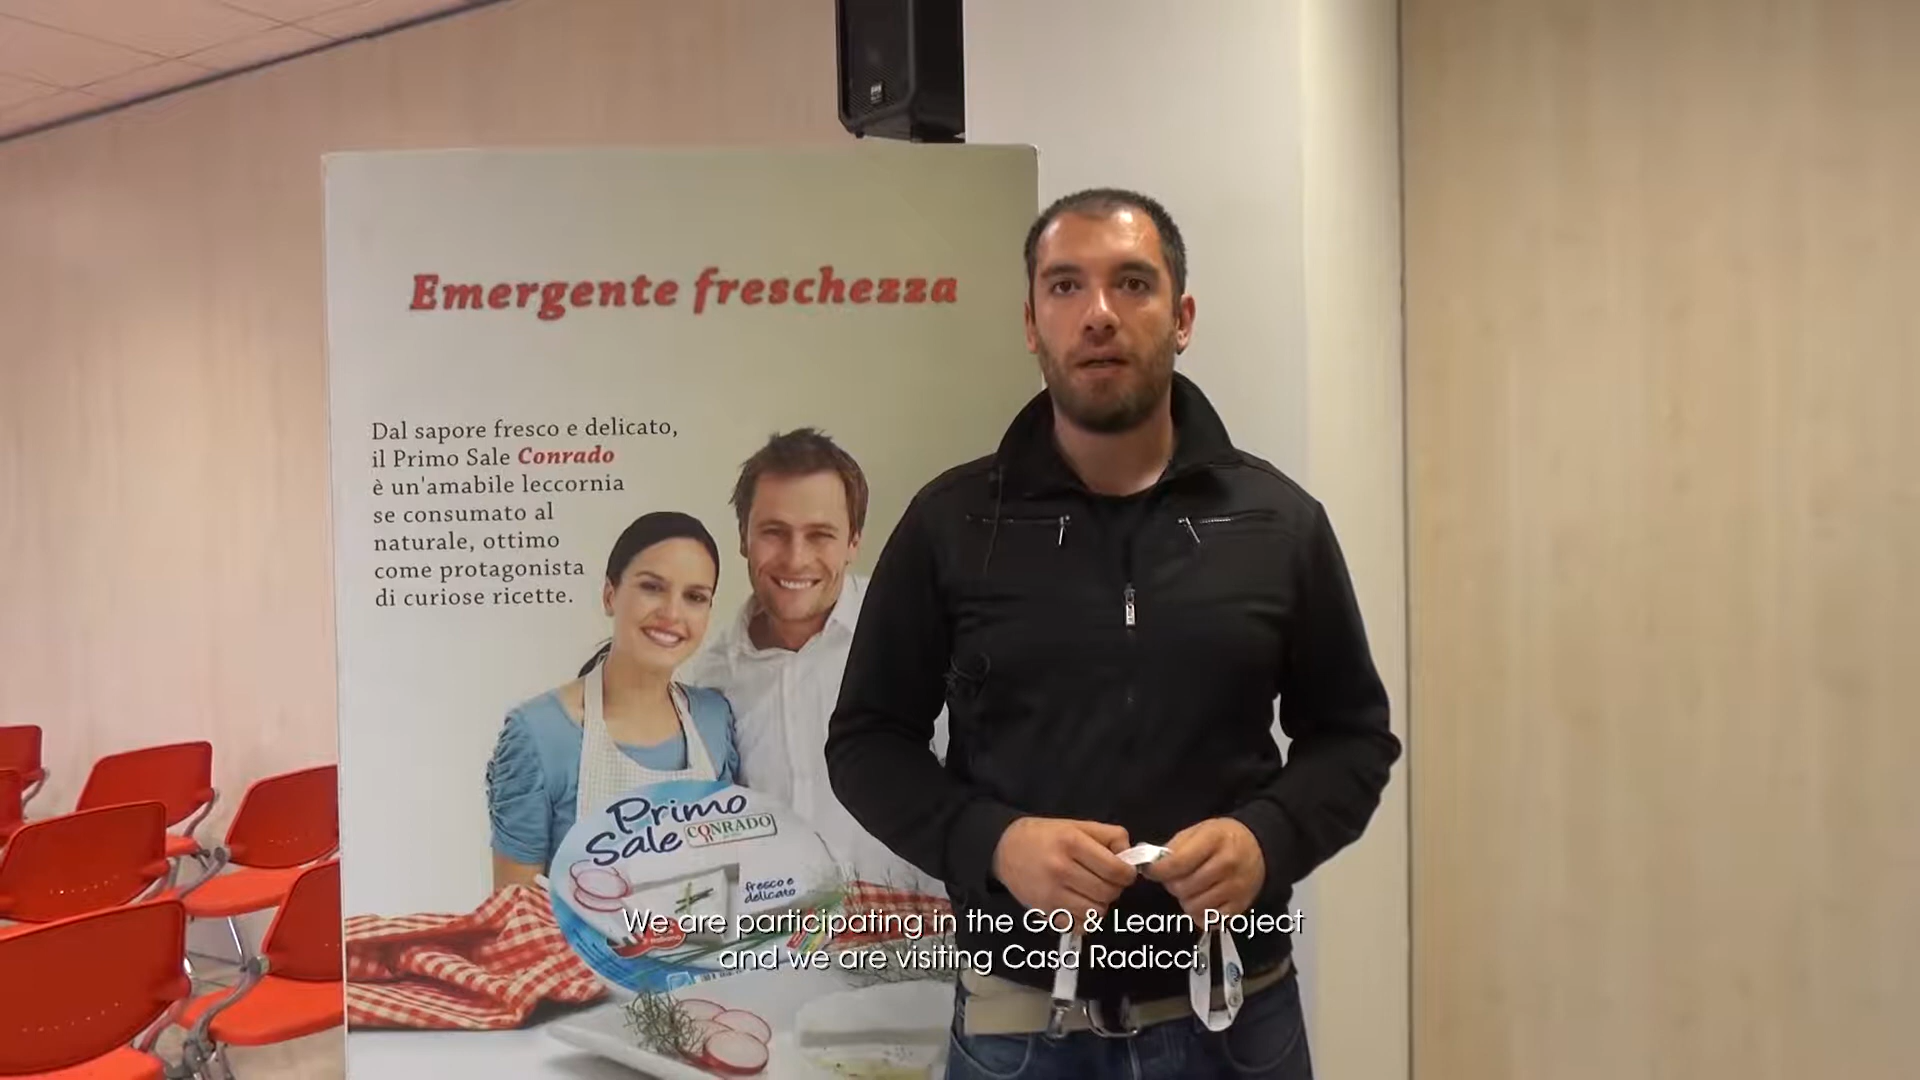 Emergente freschezza
Dal sapore fresco e delicato,
il Primo Sale Conrado
è un'amabile leccornia
se consumato al
naturale, ottimo
come protagonista
di curiose ricette.
Primo
Sale CONRADO
fresco e
delicato
We are participating in the GO & Learn Project
and we are visiting Casa Radicci.